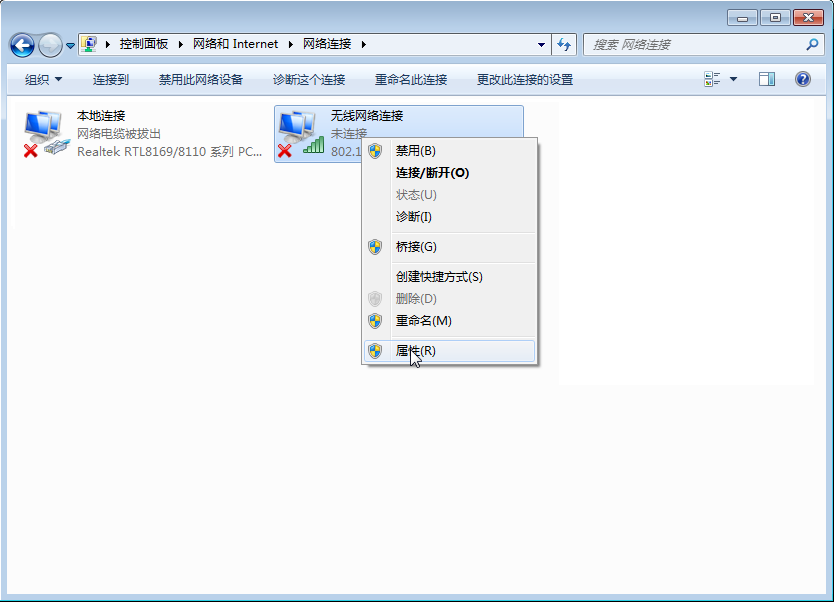 控制面板 网络和 Internet 网络连接
搜索 网络连接
组织 连接到 禁用此网络设备 诊断这个连接 重命名此连接 更改此连接的设置
本地连接
网络电缆被拔出
Realtek RTL8169/8110 系列 PC...
无线网络连接
未连接
802.1
禁用(B)
连接/断开(O)
状态(U)
诊断(I)
桥接(G)
创建快捷方式(S)
删除(D)
重命名(M)
属性(R)